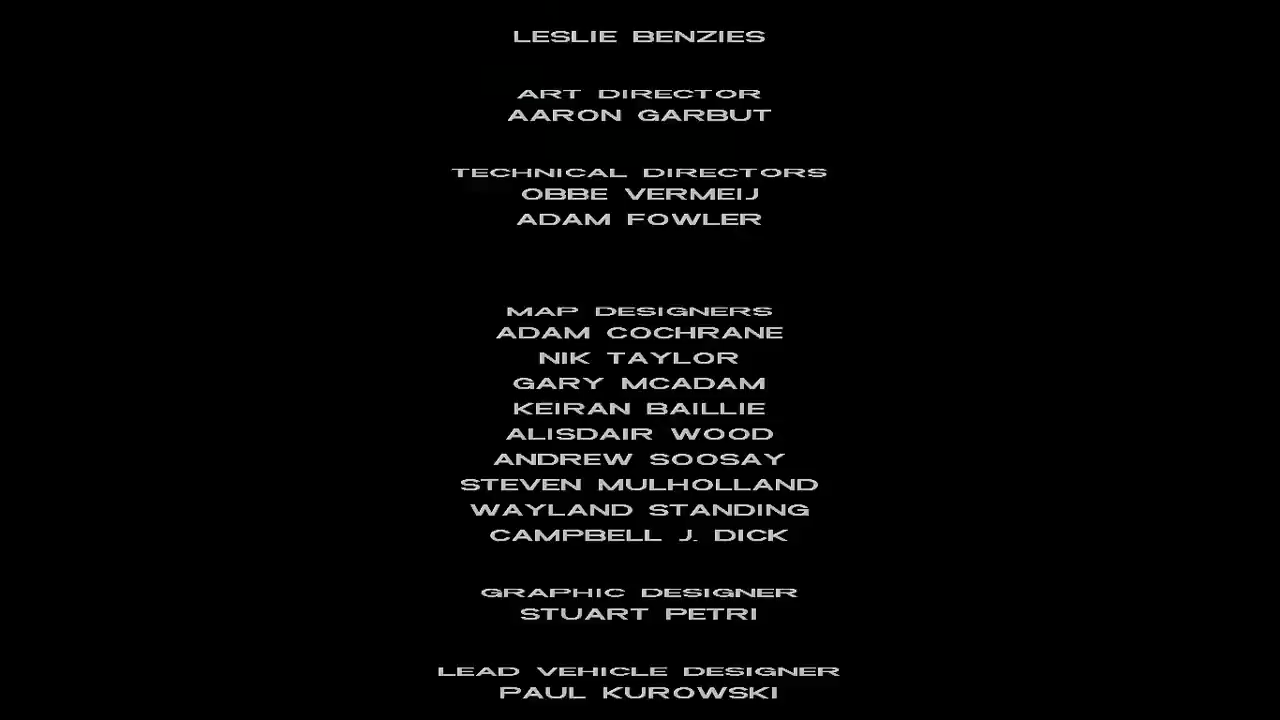 LESLIE BENZIES
ART DIRECTOR
AARON GARBUT
TECHNICAL DIRECTORS
OBBE VERMEIJ
ADAM FOWLER
MAP DESIGNERS
ADAM COCHRANE
NIK TAYLOR
GARY MCADAM
KEIRAN BAILLIE
ALISDAIR WOOD
ANDREW SOOSAY
STEVEN MULHOLLAND
WAYLAND STANDING
CAMPBELL J. DICK
GRAPHIC DESIGNER
STUART PETRI
LEAD VEHICLE DESIGNER
PAUL KUROWSKI